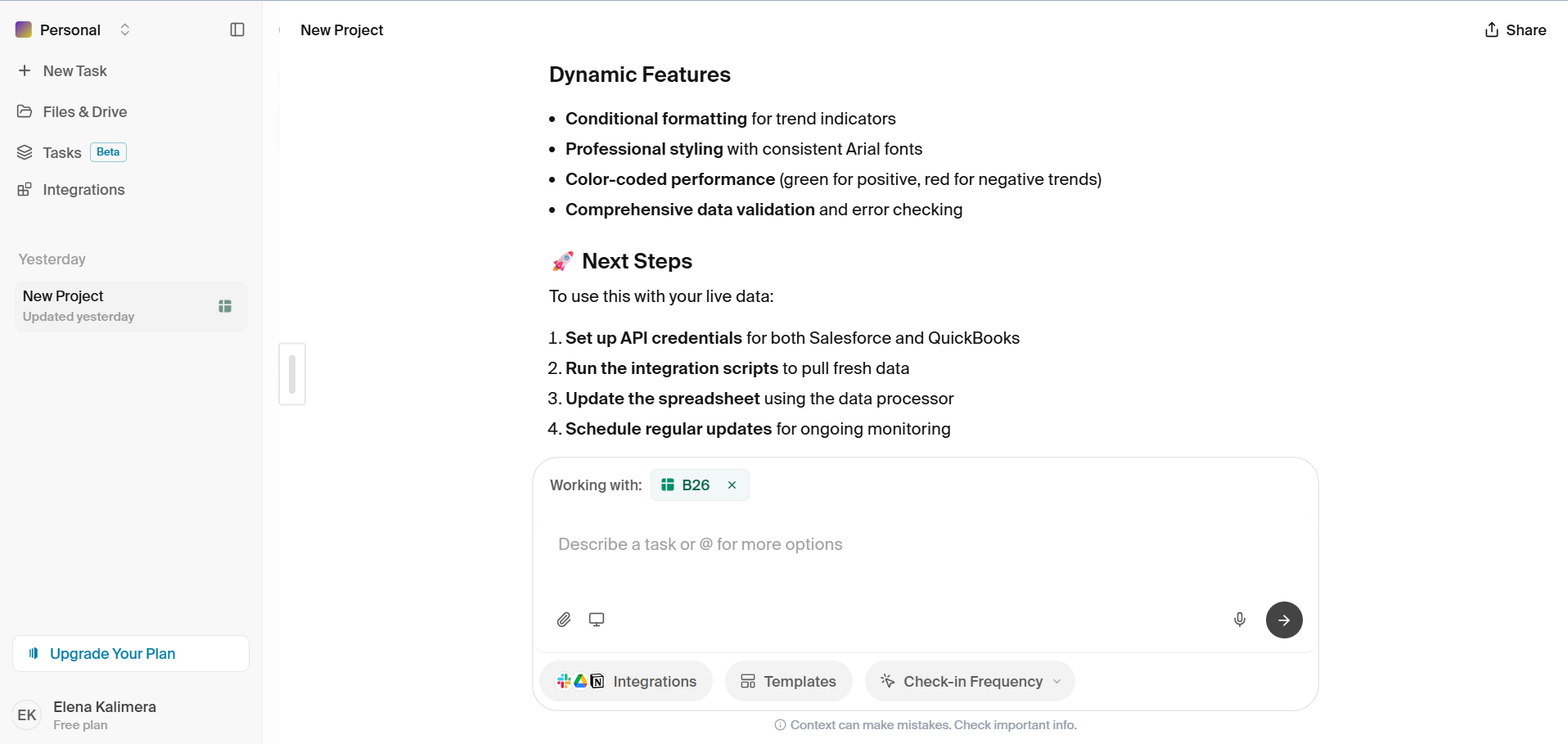 Personal
New Task
Files & Drive
Tasks Beta
Integrations
Yesterday
New Project
Updated yesterday
Upgrade Your Plan
EK
Elena Kalimera
Free plan
New Project
Share
Dynamic Features
• Conditional formatting for trend indicators
• Professional styling with consistent Arial fonts
• Color-coded performance (green for positive, red for negative trends)
• Comprehensive data validation and error checking
🚀 Next Steps
To use this with your live data:
1. Set up API credentials for both Salesforce and QuickBooks
2. Run the integration scripts to pull fresh data
3. Update the spreadsheet using the data processor
4. Schedule regular updates for ongoing monitoring
Working with: B26 ×
Describe a task or @ for more options
Integrations Templates Check-in Frequency
Context can make mistakes. Check important info.